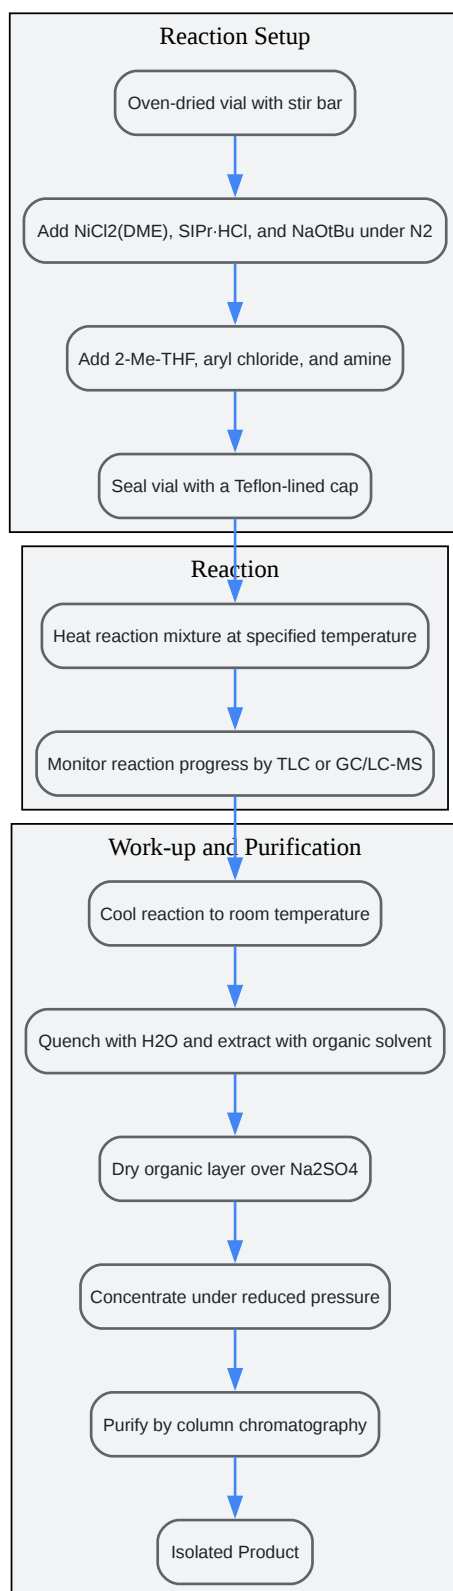 Reaction Setup
Oven-dried vial with stir bar
Add NiCl2(DME), SIPr·HCl, and NaOtBu under N2
Add 2-Me-THF, aryl chloride, and amine
Seal vial with a Teflon-lined cap
Reaction
Heat reaction mixture at specified temperature
Monitor reaction progress by TLC or GC/LC-MS
Work-up and Purification
Cool reaction to room temperature
Quench with H2O and extract with organic solvent
Dry organic layer over Na2SO4
Concentrate under reduced pressure
Purify by column chromatography
Isolated Product